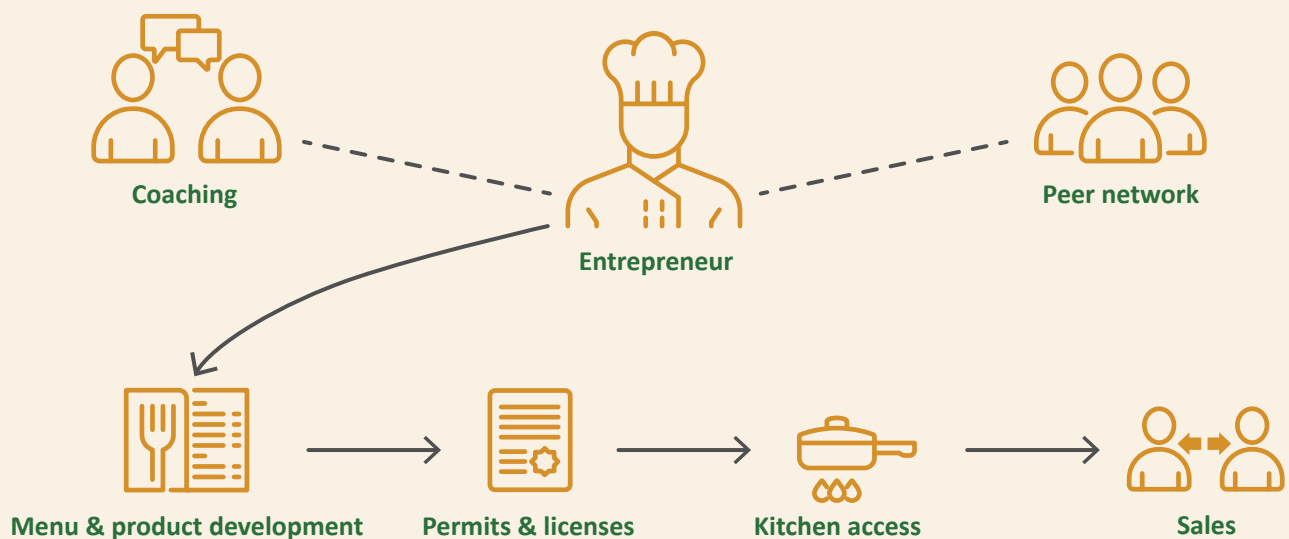 Coaching
Peer network
Entrepreneur
Menu & product development
Permits & licenses
Kitchen access
Sales